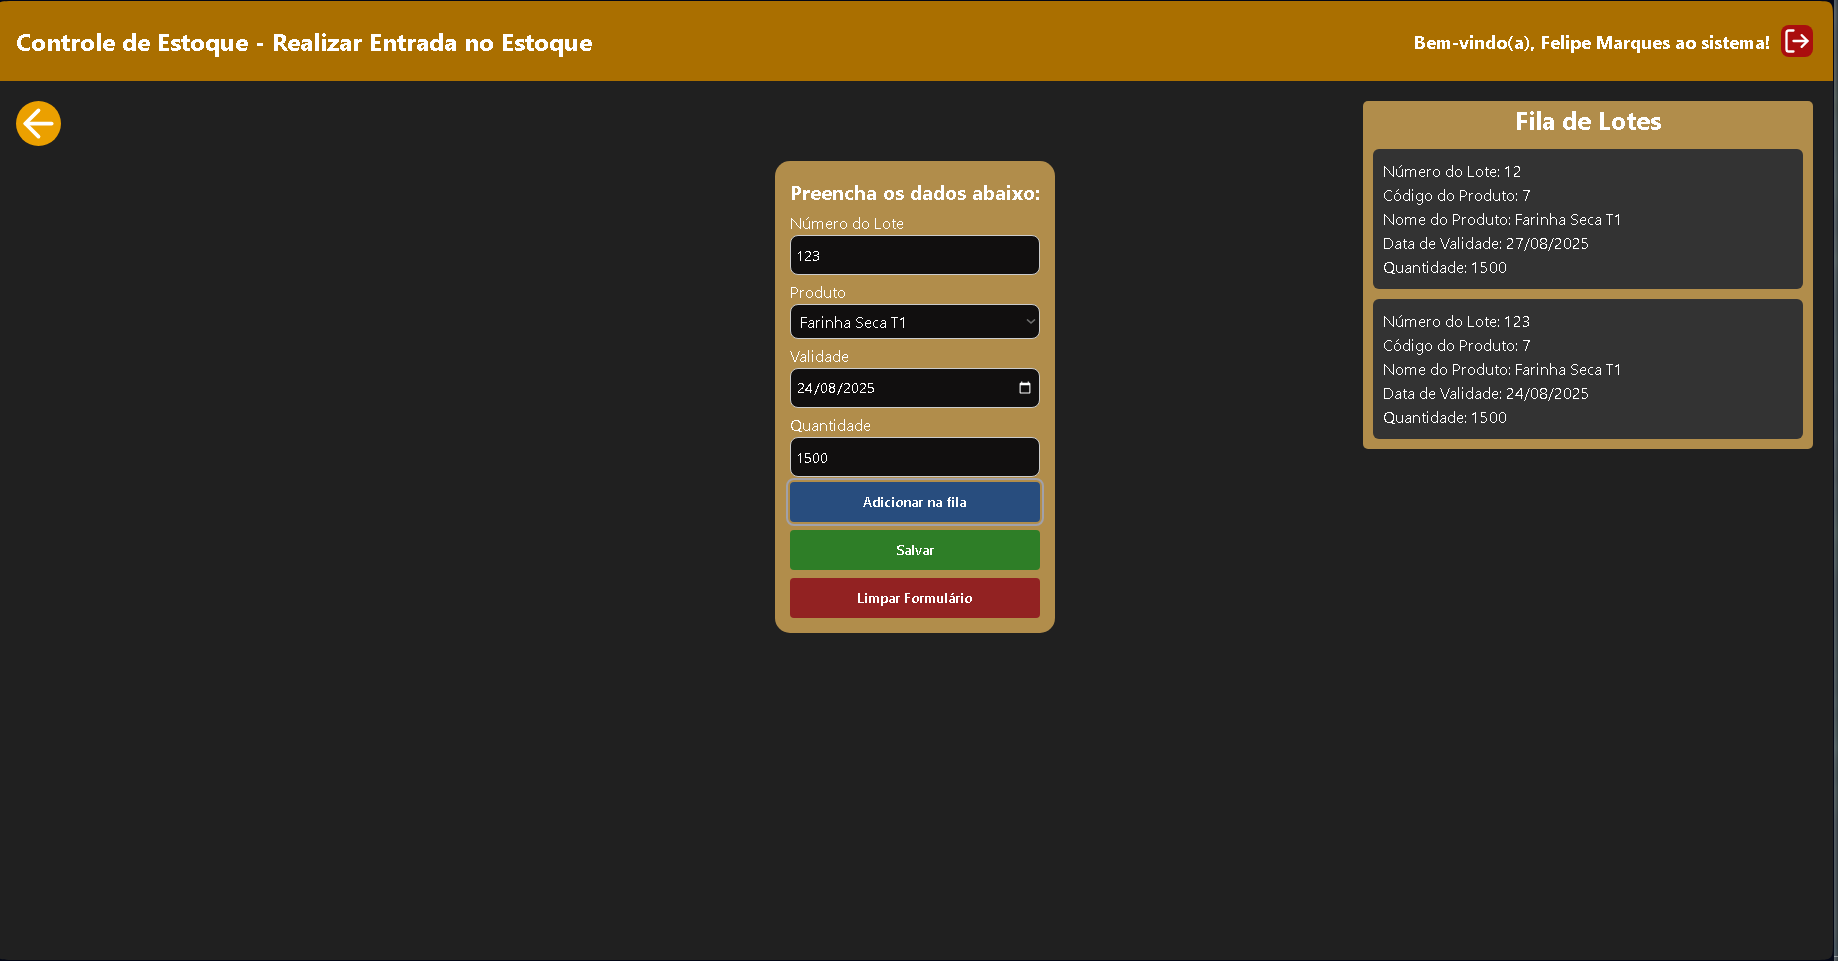 Controle de Estoque - Realizar Entrada no Estoque
Bem-vindo(a), Felipe Marques ao sistema!
Preencha os dados abaixo:
Número do Lote
123
Produto
Farinha Seca T1
Validade
24/08/2025
Quantidade
1500
Adicionar na fila
Salvar
Limpar Formulário
Fila de Lotes
Número do Lote: 12
Código do Produto: 7
Nome do Produto: Farinha Seca T1
Data de Validade: 27/08/2025
Quantidade: 1500
Número do Lote: 123
Código do Produto: 7
Nome do Produto: Farinha Seca T1
Data de Validade: 24/08/2025
Quantidade: 1500